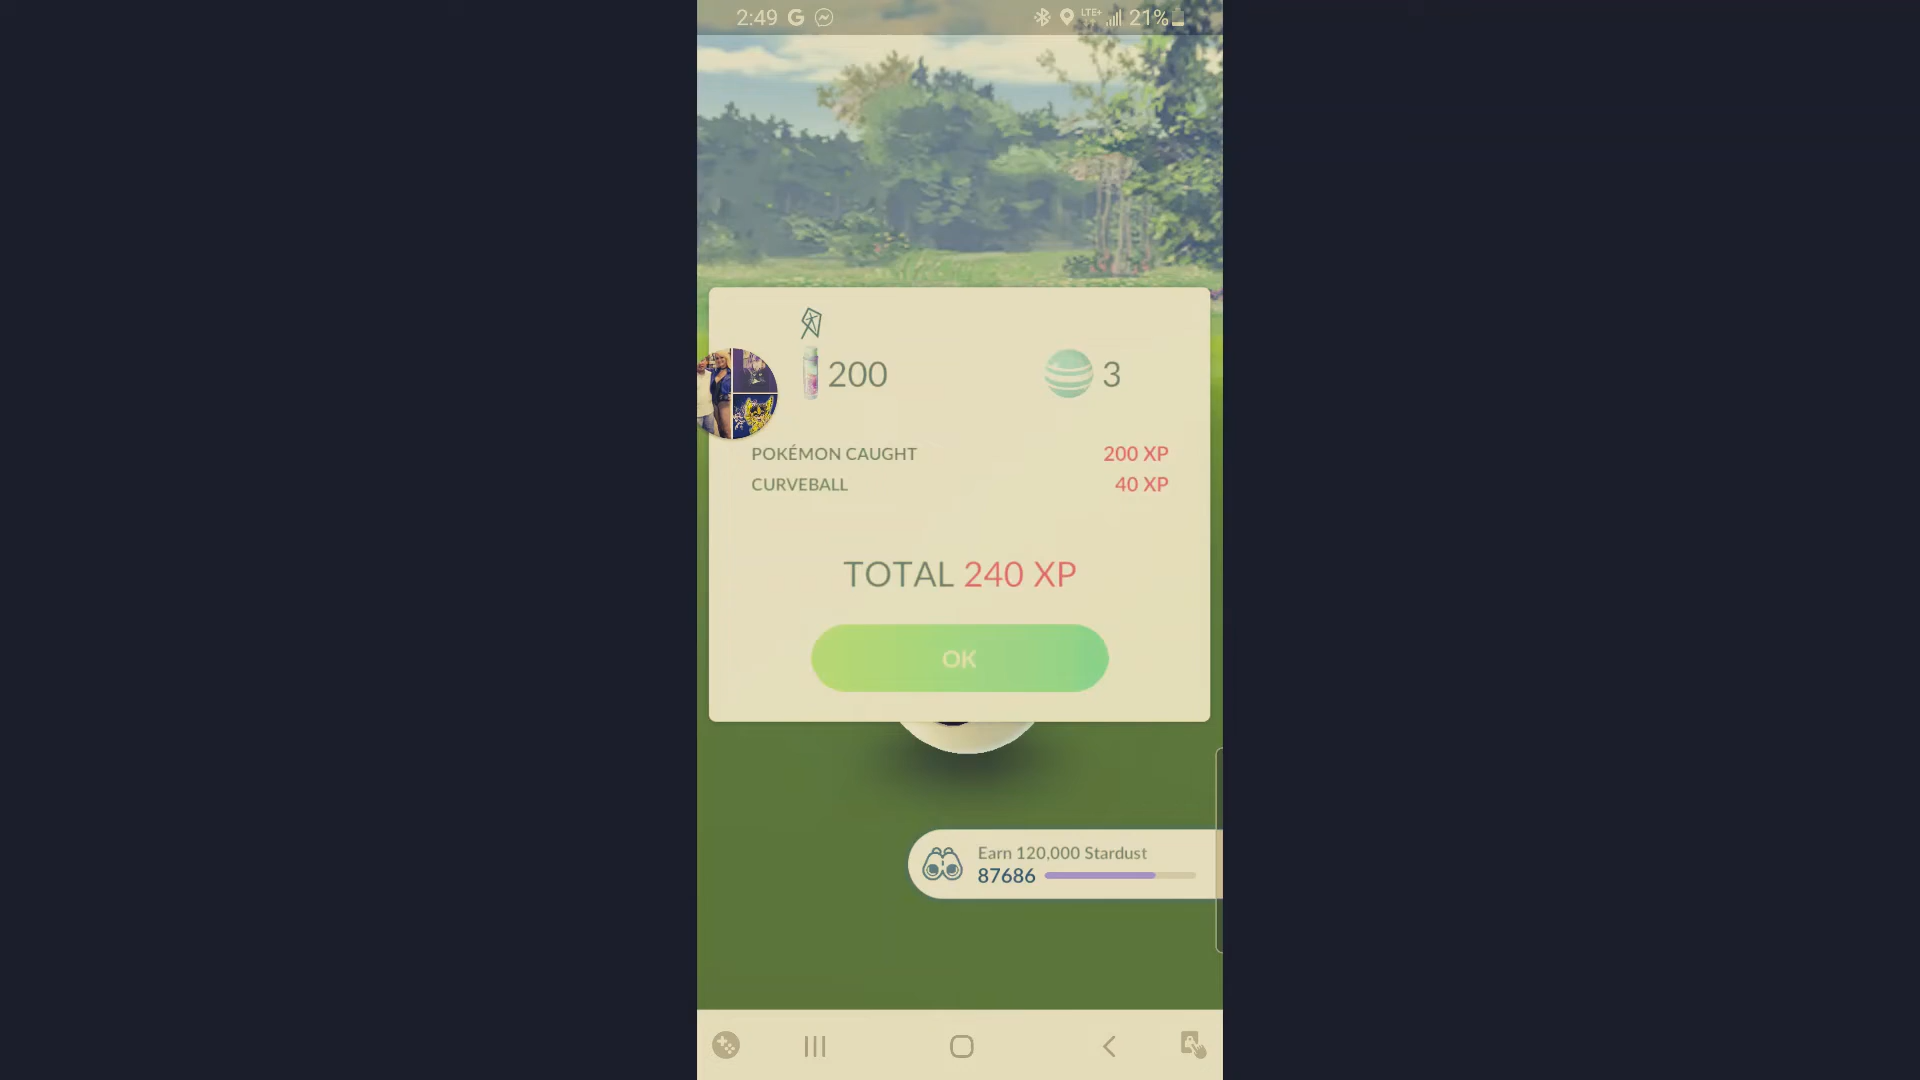 2:49 G LTE+ 21%
200 3
POKÉMON CAUGHT 200 XP
CURVEBALL 40 XP
TOTAL 240 XP
OK
Earn 120,000 Stardust
87686